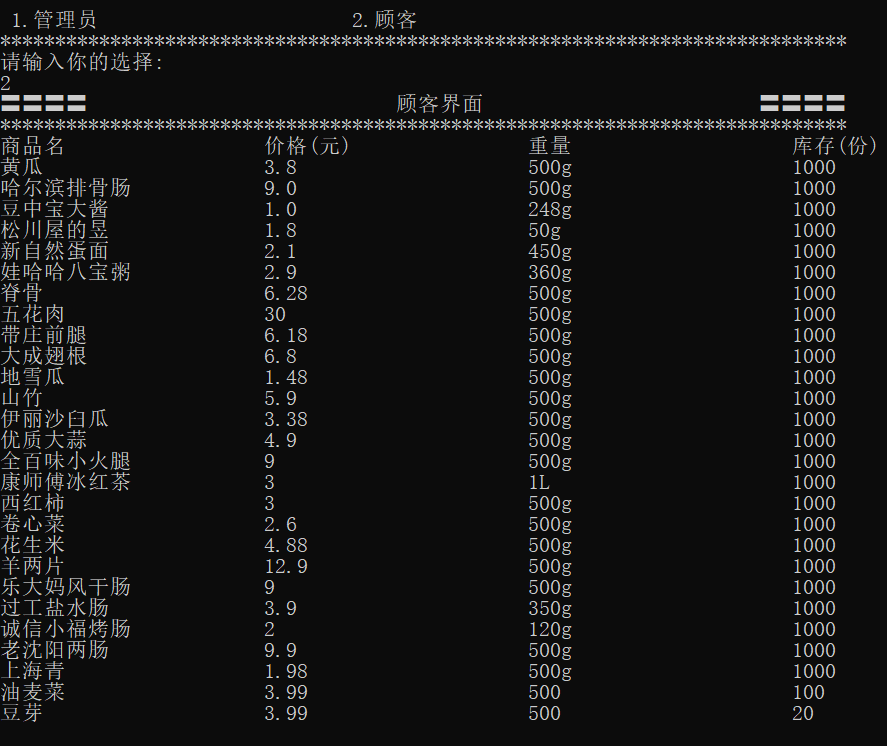 1.管理员 2.顾客
*****************************************************************************
请输入你的选择:
2
〓〓〓〓 顾客界面 〓〓〓〓
*****************************************************************************
商品名 价格(元) 重量 库存(份)
黄瓜 3.8 500g 1000
哈尔滨排骨肠 9.0 500g 1000
豆中宝大酱 1.0 248g 1000
松川屋的昱 1.8 50g 1000
新自然蛋面 2.1 450g 1000
娃哈哈八宝粥 2.9 360g 1000
脊骨 6.28 500g 1000
五花肉 30 500g 1000
带庄前腿 6.18 500g 1000
大成翅根 6.8 500g 1000
地雪瓜 1.48 500g 1000
山竹 5.9 500g 1000
伊丽沙臼瓜 3.38 500g 1000
优质大蒜 4.9 500g 1000
全百味小火腿 9 500g 1000
康师傅冰红茶 3 1L 1000
西红柿 3 500g 1000
卷心菜 2.6 500g 1000
花生米 4.88 500g 1000
羊两片 12.9 500g 1000
乐大妈风干肠 9 500g 1000
过工盐水肠 3.9 350g 1000
诚信小福烤肠 2 120g 1000
老沈阳两肠 9.9 500g 1000
上海青 1.98 500g 1000
油麦菜 3.99 500 100
豆芽 3.99 500 20